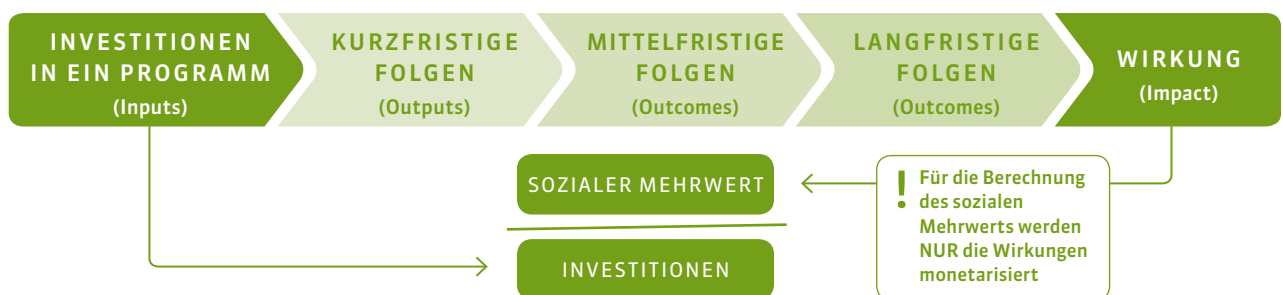 INVESTITIONEN
IN EIN PROGRAMM
(Inputs)
KURZFRISTIGE
FOLGEN
(Outputs)
MITTELFRISTIGE
FOLGEN
(Outcomes)
LANGFRISTIGE
FOLGEN
(Outcomes)
WIRKUNG
(Impact)
SOZIALER MEHRWERT
INVESTITIONEN
! Für die Berechnung
des sozialen
Mehrwerts werden
NUR die Wirkungen
monetarisiert